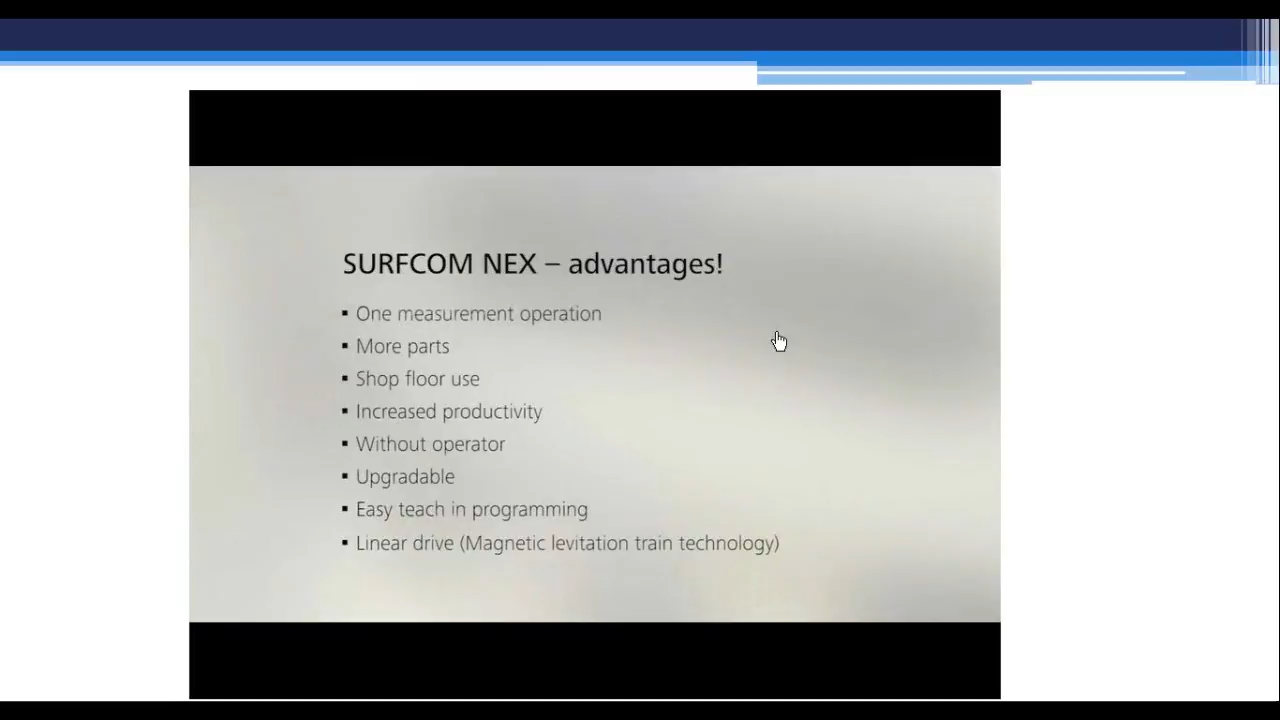 SURFCOM NEX – advantages!
▪ One measurement operation
▪ More parts
▪ Shop floor use
▪ Increased productivity
▪ Without operator
▪ Upgradable
▪ Easy teach in programming
▪ Linear drive (Magnetic levitation train technology)